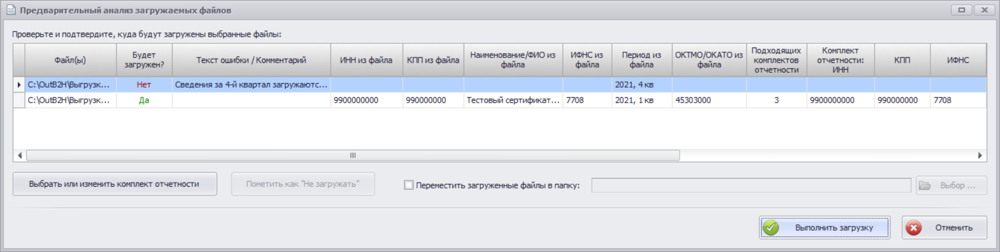 Предварительный анализ загружаемых файлов
Проверьте и подтвердите, куда будут загружены выбранные файлы:
Файл(ы)
Будет
загружен?
Текст ошибки / Комментарий
ИНН из файла
КПП из файла
Наименование/ФИО из
файла
ИФНС из
файла
Период из
файла
ОКТМО/ОКАТО из
файла
Подходящих
комплектов
отчетности
Комплект
отчетности:
ИНН
КПП
ИФНС
C:\OutB2H\Выгрузк... Нет Сведения за 4-й квартал загружаютс... 2021, 4 кв
C:\OutB2H\Выгрузк... Да 9900000000 990000000 Тестовый сертификат... 7708 2021, 1 кв 45303000 3 9900000000 990000000 7708
Выбрать или изменить комплект отчетности
Пометить как "Не загружать"
Переместить загруженные файлы в папку:
Выбор ...
Выполнить загрузку
Отменить